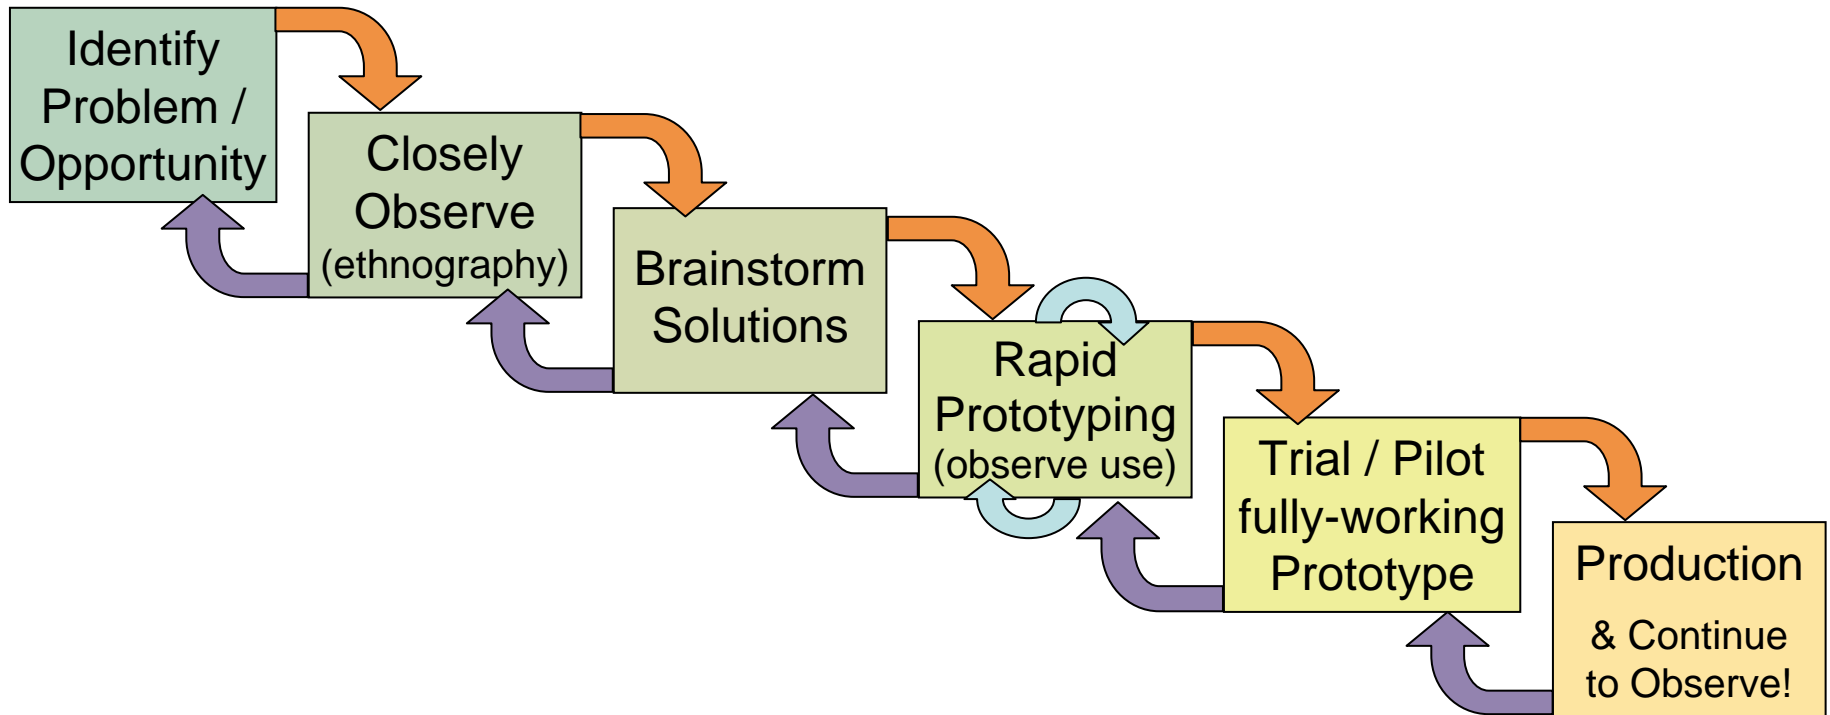 Identify
Problem /
Opportunity
Closely
Observe
(ethnography)
Brainstorm
Solutions
Rapid
Prototyping
(observe use)
Trial / Pilot
fully-working
Prototype
Production
& Continue
to Observe!